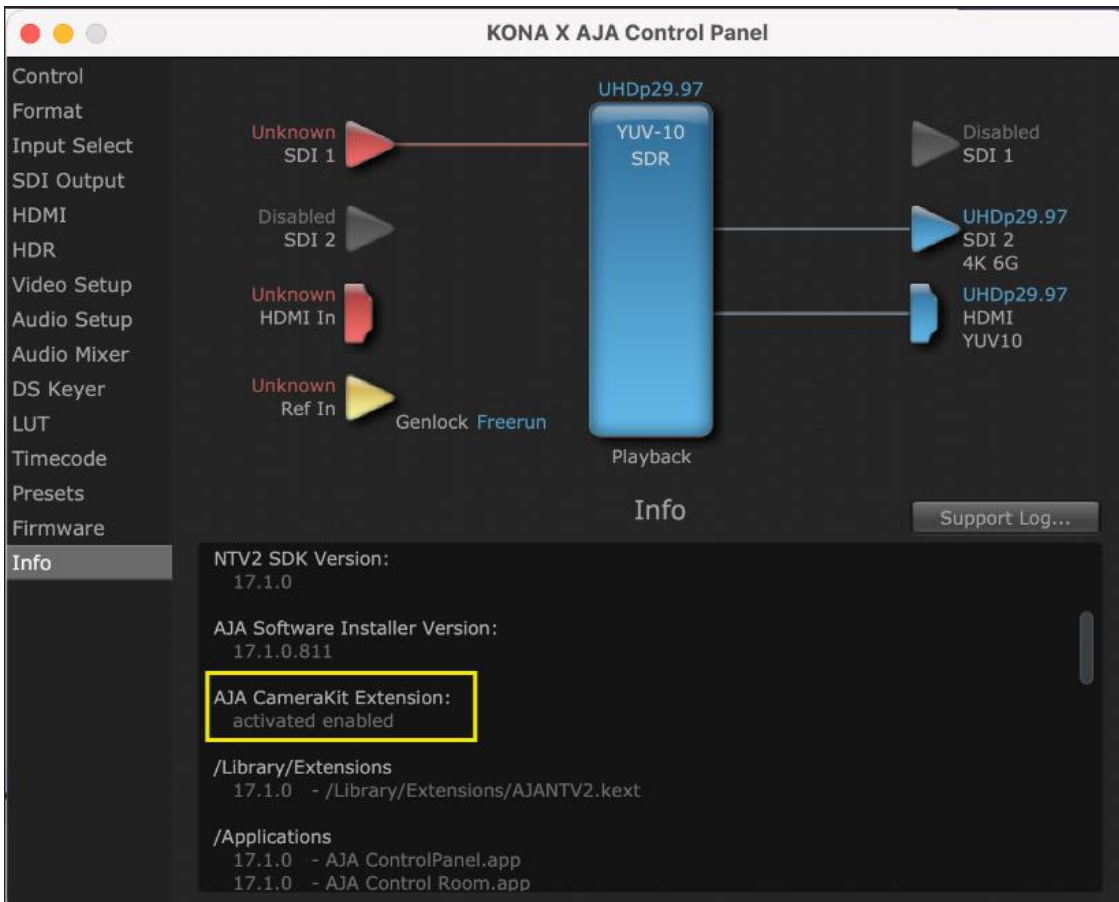 KONA X AJA Control Panel
Control
Format
Input Select
SDI Output
HDMI
HDR
Video Setup
Audio Setup
Audio Mixer
DS Keyer
LUT
Timecode
Presets
Firmware
Info
UHDp29.97
YUV-10
SDR
Unknown
SDI 1
Disabled
SDI 2
Unknown
HDMI In
Unknown
Ref In
Genlock Freerun
Playback
Disabled
SDI 1
UHDp29.97
SDI 2
4K 6G
UHDp29.97
HDMI
YUV10
Info
Support Log...
NTV2 SDK Version:
17.1.0
AJA Software Installer Version:
17.1.0.811
AJA CameraKit Extension:
activated enabled
/Library/Extensions
17.1.0 - /Library/Extensions/AJANTV2.kext
/Applications
17.1.0 - AJA ControlPanel.app
17.1.0 - AJA Control Room.app